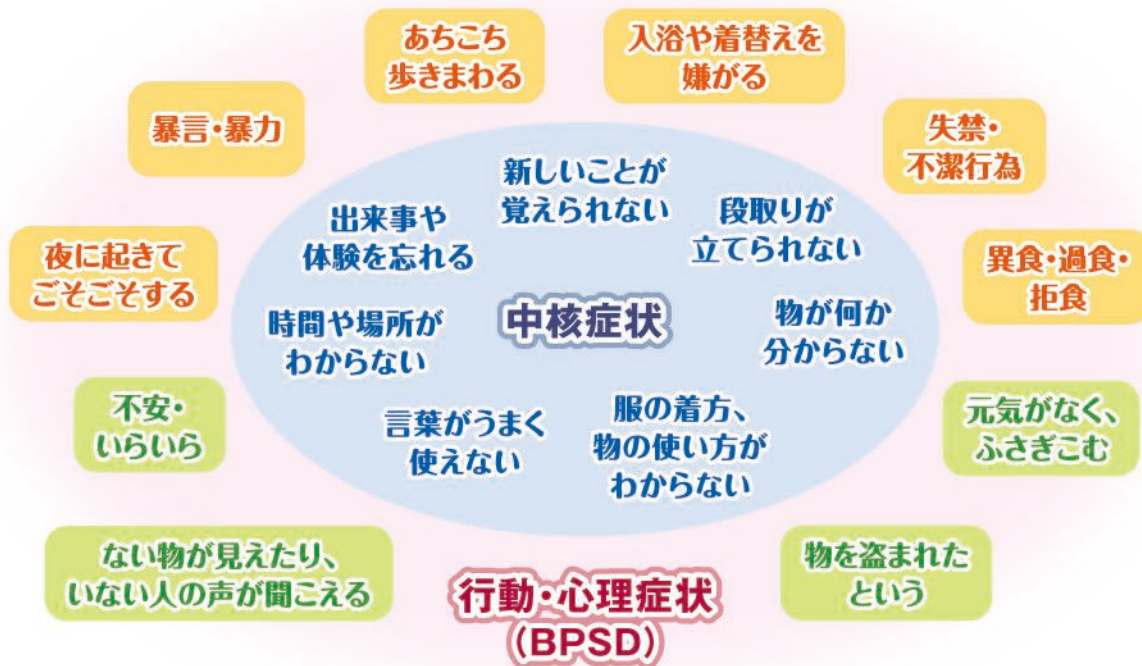 あちこち
歩きまわる
入浴や着替えを
嫌がる
暴言・暴力
失禁・
不潔行為
新しいことが
覚えられない
出来事や
体験を忘れる
段取りが
立てられない
夜に起きて
ごそごそする
異食・過食・
拒食
時間や場所が
わからない
中核症状
物が何か
分からない
不安・
いらいら
言葉がうまく
使えない
服の着方、
物の使い方が
わからない
元気がなく、
ふさぎこむ
ない物が見えたり、
いない人の声が聞こえる
行動・心理症状
(BPSD)
物を盗まれた
という